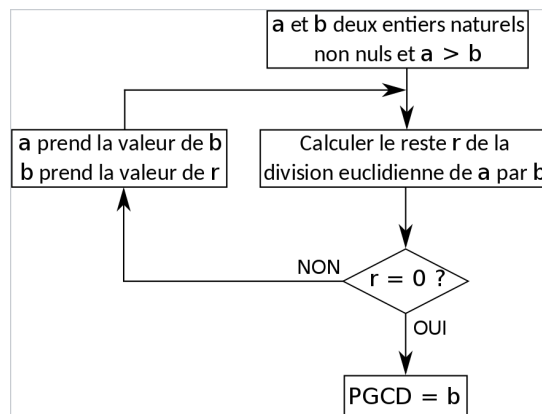 a et b deux entiers naturels
non nuls et a > b
a prend la valeur de b
b prend la valeur de r
Calculer le reste r de la
division euclidienne de a par b
NON
r = 0 ?
OUI
PGCD = b